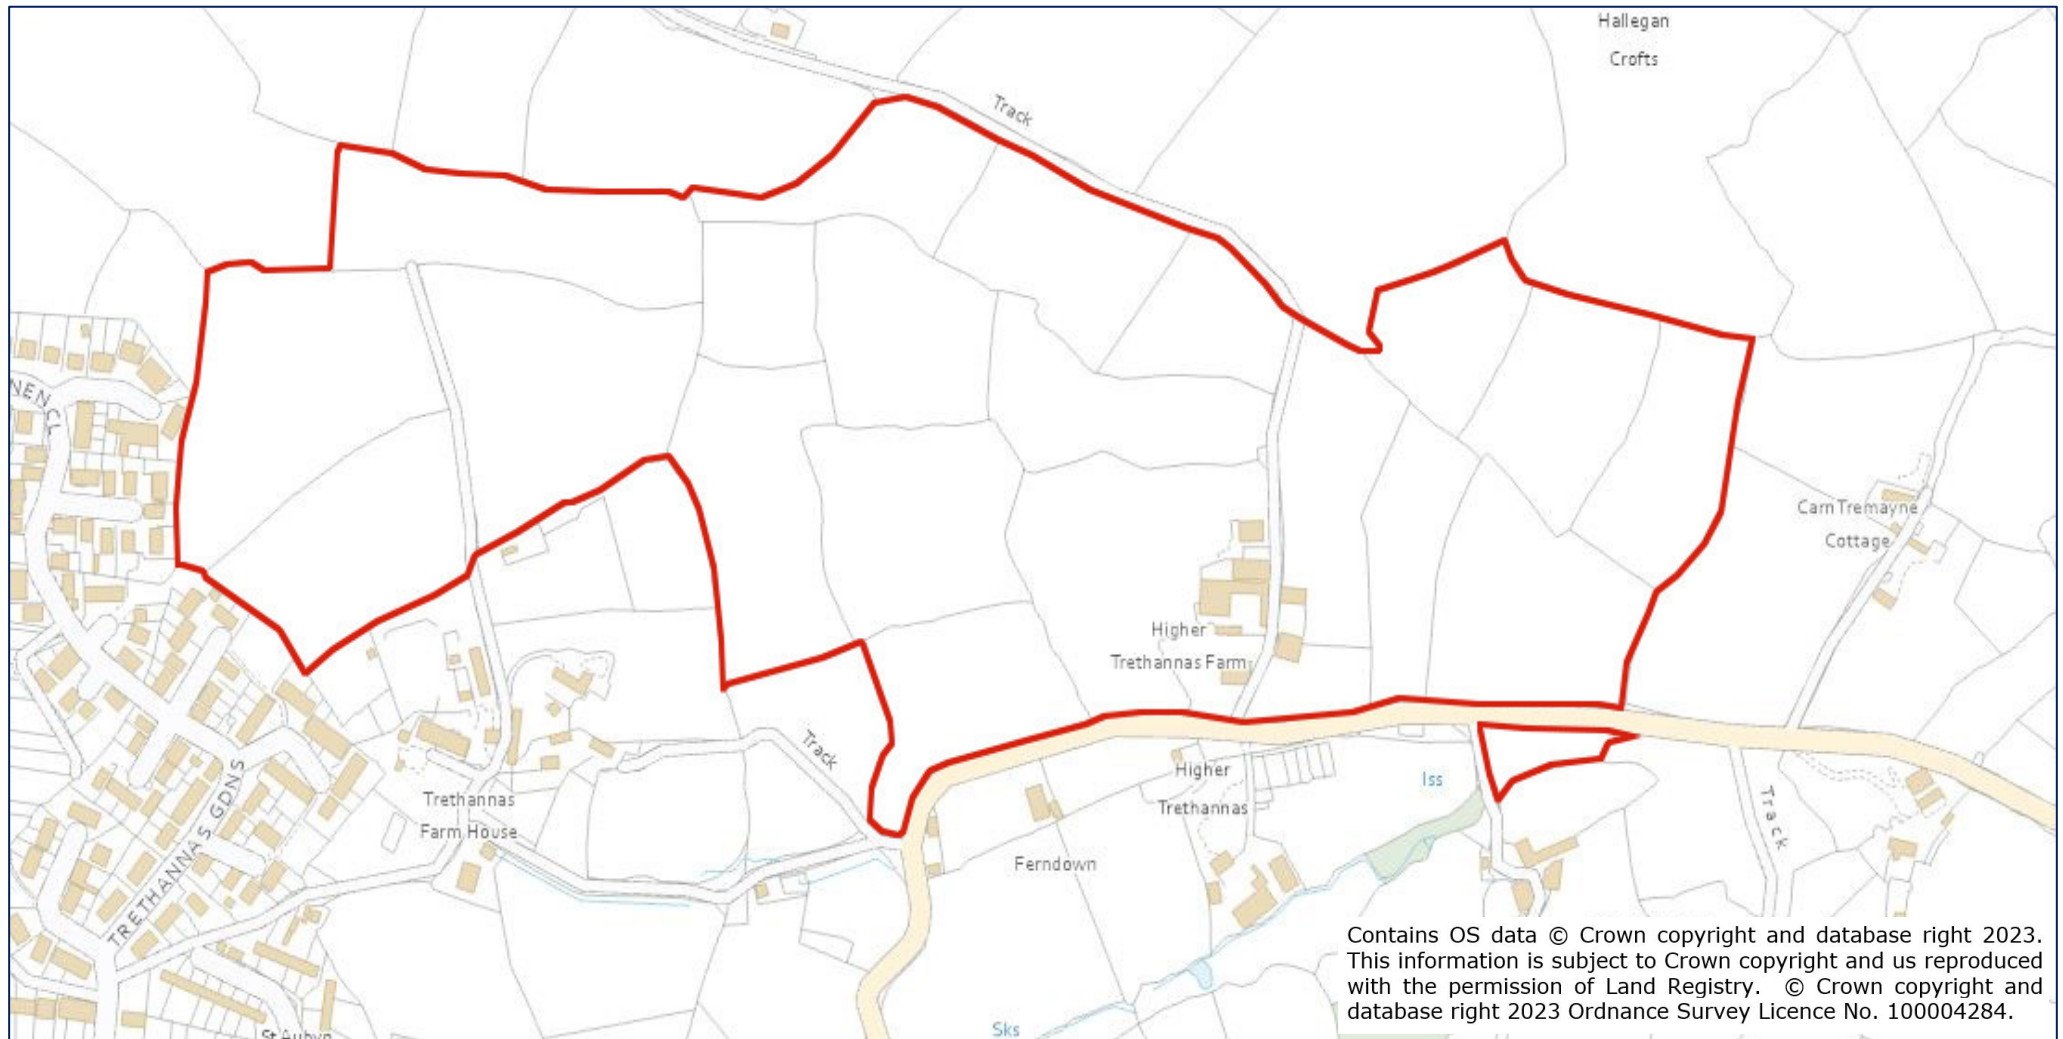 Hallegan
Crofts
Track
NEN CL
Carn Tremayne
Cottage
Higher
Trethannas Farm
Track
Higher
Trethannas
Iss
Track
Trethannas
Farm House
Ferndown
TRETHANNAS GDNS
Sks
St Aubyn
Contains OS data © Crown copyright and database right 2023.
This information is subject to Crown copyright and us reproduced
with the permission of Land Registry. © Crown copyright and
database right 2023 Ordnance Survey Licence No. 100004284.